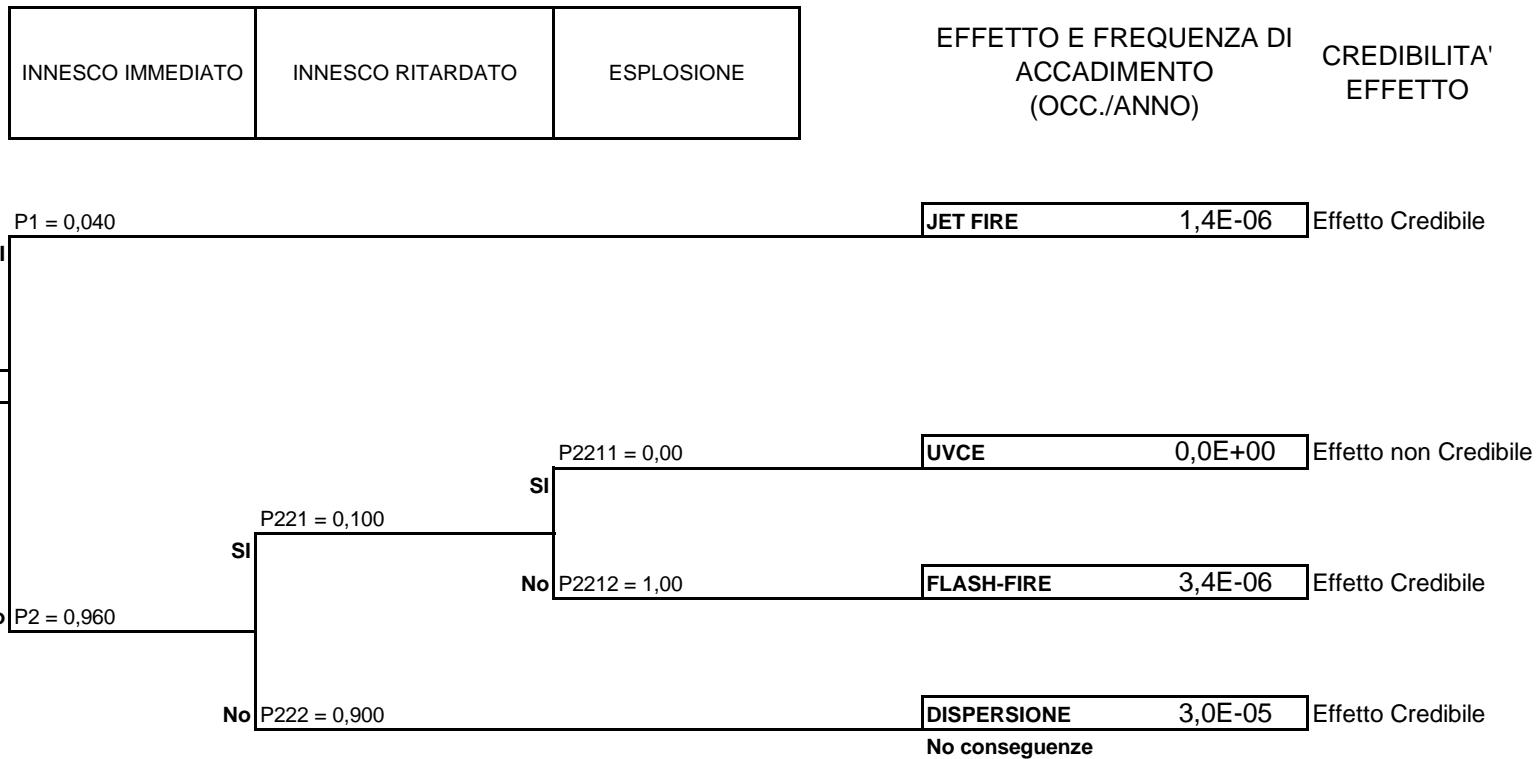 INNESCO IMMEDIATO
INNESCO RITARDATO
ESPLOSIONE
EFFETTO E FREQUENZA DI
ACCADIMENTO
(OCC./ANNO)
CREDIBILITA'
EFFETTO
P1 = 0,040
JET FIRE 1,4E-06 Effetto Credibile
P2211 = 0,00
UVCE 0,0E+00 Effetto non Credibile
SI
P221 = 0,100
SI
No P2212 = 1,00
FLASH-FIRE 3,4E-06 Effetto Credibile
P2 = 0,960
No P222 = 0,900
DISPERSIONE 3,0E-05 Effetto Credibile
No conseguenze